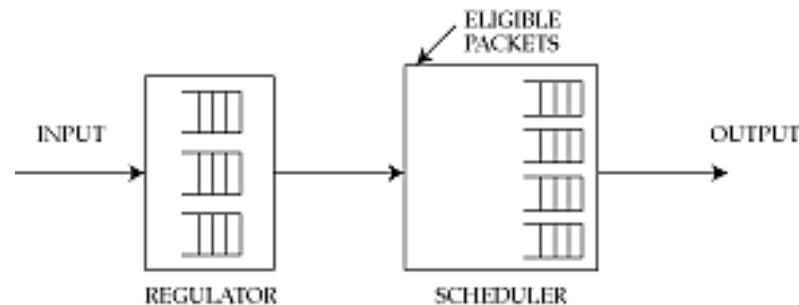 ELIGIBLE
PACKETS
INPUT
OUTPUT
REGULATOR
SCHEDULER